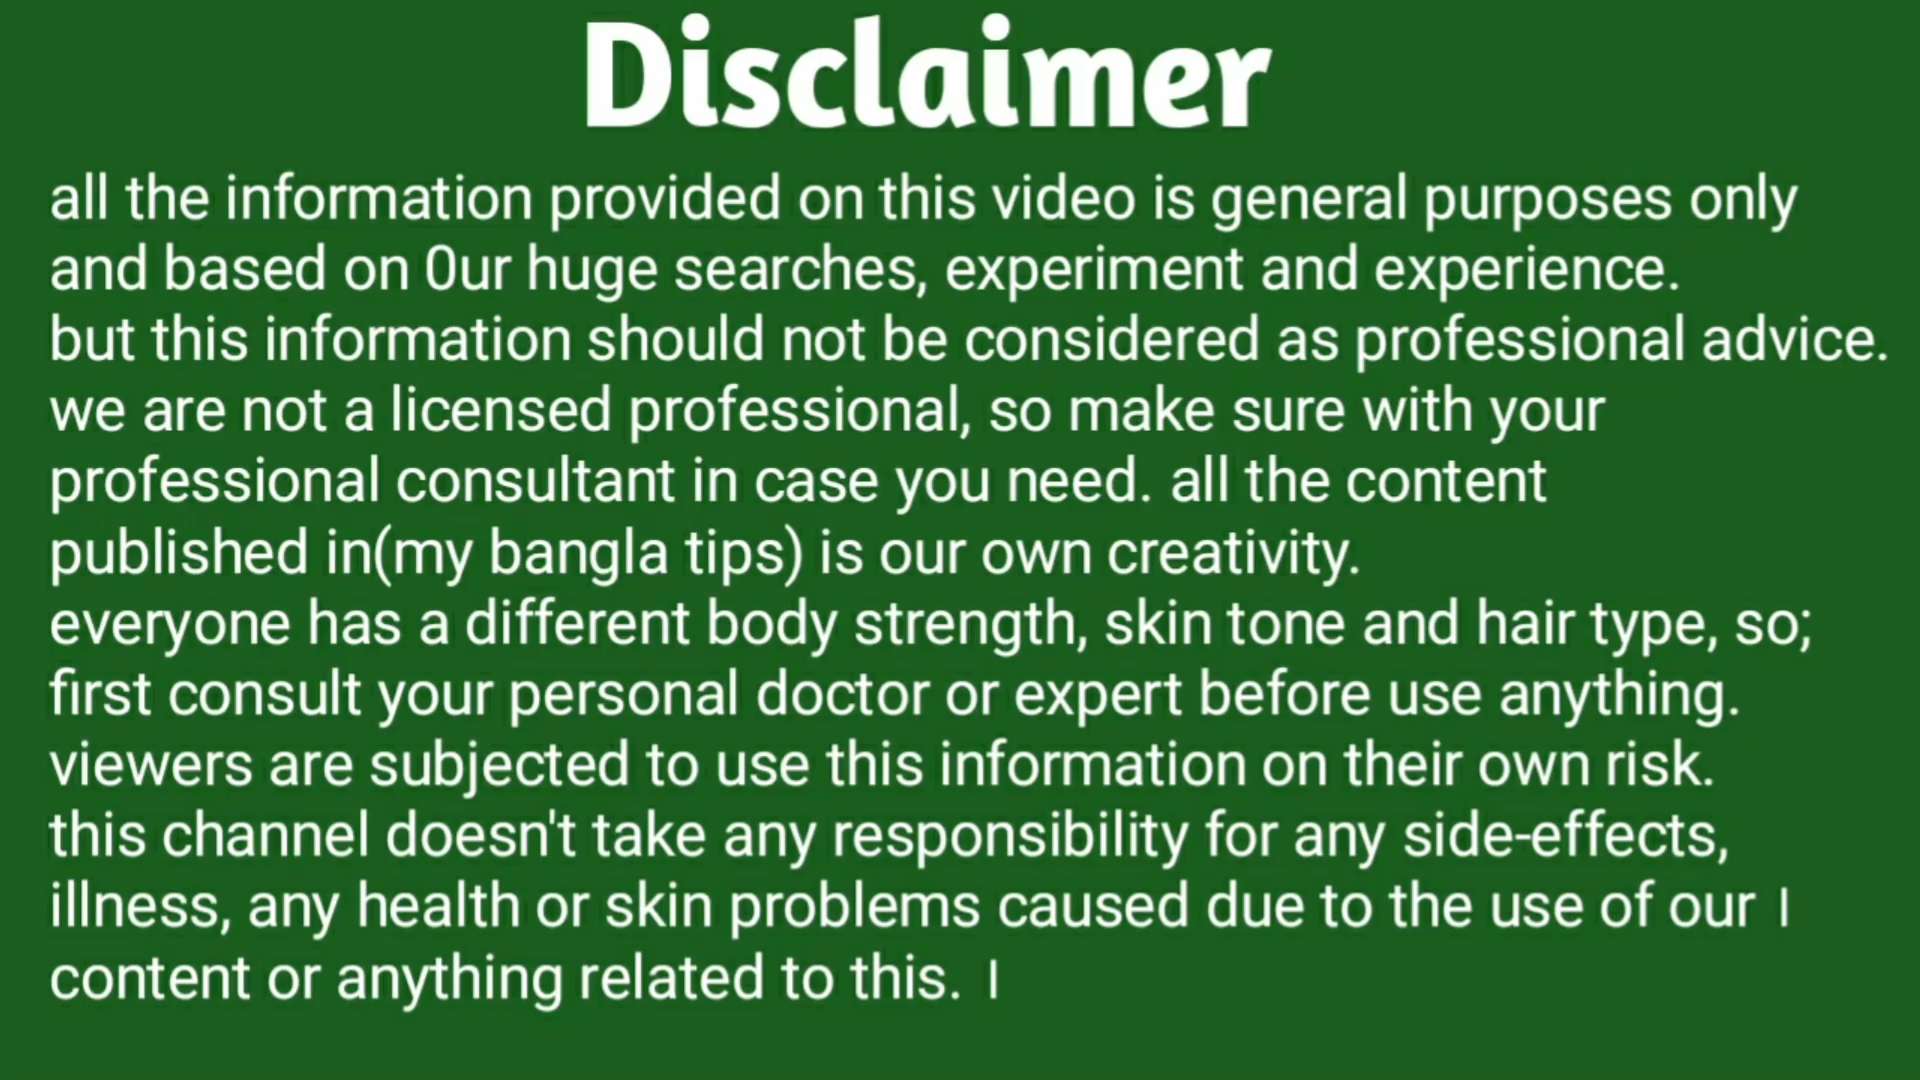 Disclaimer
all the information provided on this video is general purposes only
and based on 0ur huge searches, experiment and experience.
but this information should not be considered as professional advice.
we are not a licensed professional, so make sure with your
professional consultant in case you need. all the content
published in(my bangla tips) is our own creativity.
everyone has a different body strength, skin tone and hair type, so;
first consult your personal doctor or expert before use anything.
viewers are subjected to use this information on their own risk.
this channel doesn't take any responsibility for any side-effects,
illness, any health or skin problems caused due to the use of our I
content or anything related to this. I